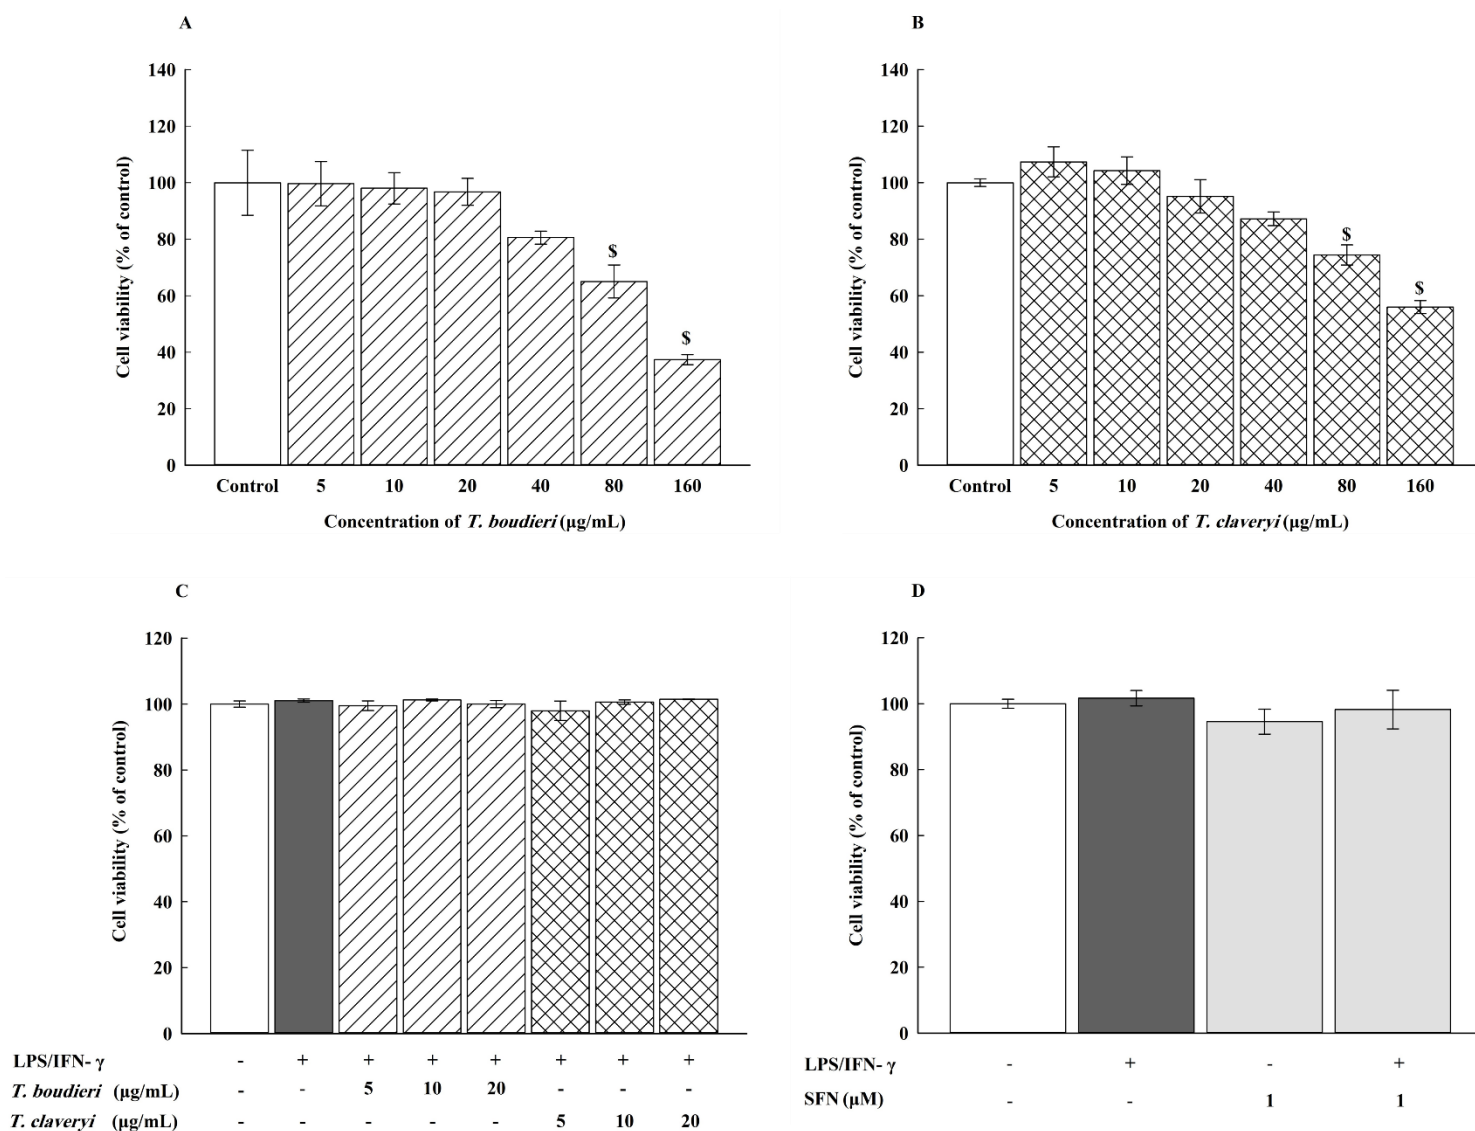 A
B
140
120
100
80
60
40
20
0
Cell viability (% of control)
$
$
Control 5 10 20 40 80 160
Concentration of T. boudieri (µg/mL)
140
120
100
80
60
40
20
0
Cell viability (% of control)
$
$
Control 5 10 20 40 80 160
Concentration of T. claveryi (µg/mL)
C
D
120
100
80
60
40
20
0
Cell viability (% of control)
LPS/IFN- γ - + + + + + + +
T. boudieri (µg/mL) - - 5 10 20 - - -
T. claveryi (µg/mL) - - - - - 5 10 20
120
100
80
60
40
20
0
Cell viability (% of control)
LPS/IFN- γ - + - +
SFN (µM) - - 1 1